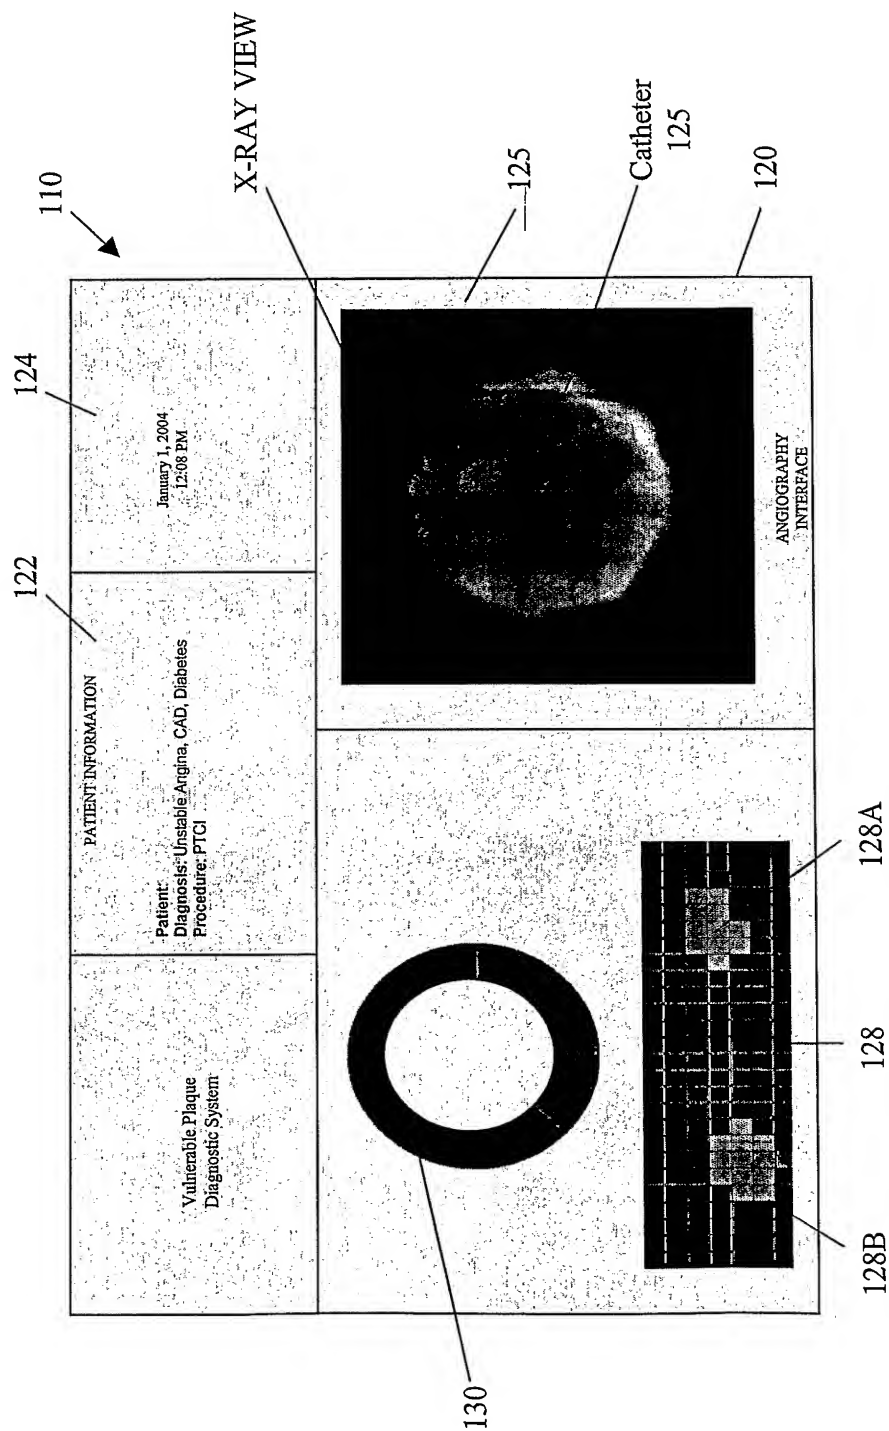 110
124
122
X-RAY VIEW
Vulnerable Plaque
Diagnostic System
PATIENT INFORMATION
Patient:
Diagnosis: Unstable Angina, CAD, Diabetes
Procedure: PTCI
January 1, 2004
12:08 PM
125
Catheter
125
120
130
ANGIOGRAPHY
INTERFACE
128B
128
128A